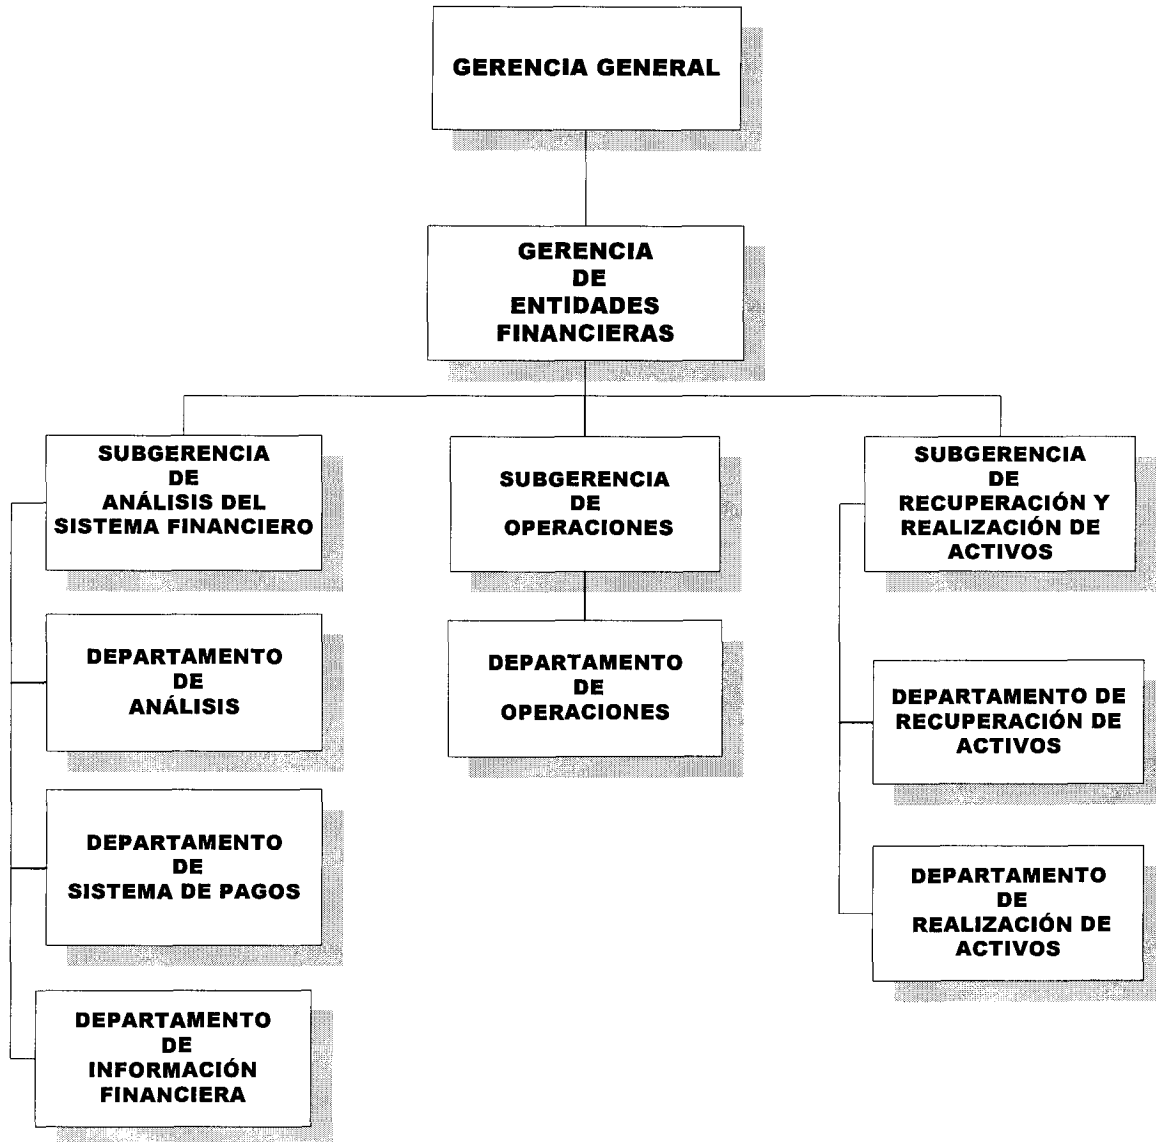 GERENCIA GENERAL
GERENCIA
DE
ENTIDADES
FINANCIERAS
SUBGERENCIA
DE
ANÁLISIS DEL
SISTEMA FINANCIERO
SUBGERENCIA
DE
OPERACIONES
SUBGERENCIA
DE
RECUPERACIÓN Y
REALIZACIÓN DE
ACTIVOS
DEPARTAMENTO
DE
ANÁLISIS
DEPARTAMENTO
DE
OPERACIONES
DEPARTAMENTO DE
RECUPERACIÓN DE
ACTIVOS
DEPARTAMENTO
DE
SISTEMA DE PAGOS
DEPARTAMENTO
DE
REALIZACIÓN DE
ACTIVOS
DEPARTAMENTO
DE
INFORMACIÓN
FINANCIERA